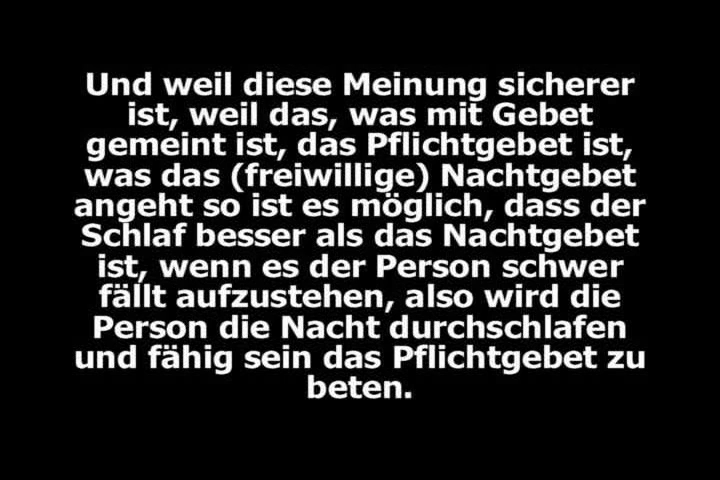 Und weil diese Meinung sicherer
ist, weil das, was mit Gebet
gemeint ist, das Pflichtgebet ist,
was das (freiwillige) Nachtgebet
angeht so ist es möglich, dass der
Schlaf besser als das Nachtgebet
ist, wenn es der Person schwer
fällt aufzustehen, also wird die
Person die Nacht durchschlafen
und fähig sein das Pflichtgebet zu
beten.